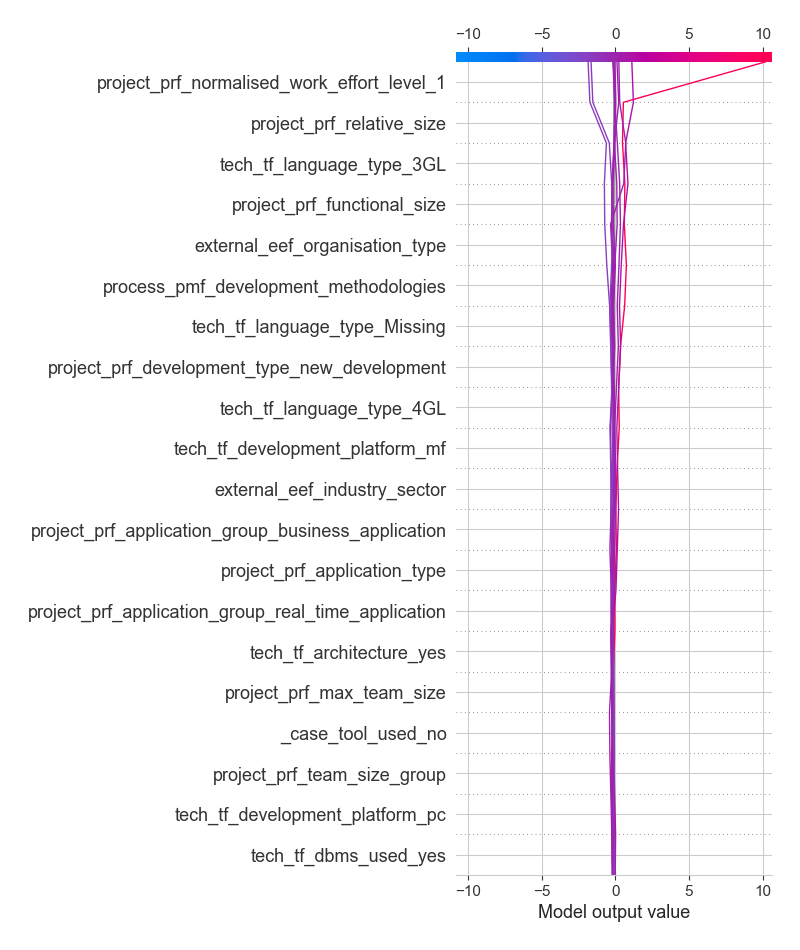 −10 −5 0 5 10
project_prf_normalised_work_effort_level_1
project_prf_relative_size
tech_tf_language_type_3GL
project_prf_functional_size
external_eef_organisation_type
process_pmf_development_methodologies
tech_tf_language_type_Missing
project_prf_development_type_new_development
tech_tf_language_type_4GL
tech_tf_development_platform_mf
external_eef_industry_sector
project_prf_application_group_business_application
project_prf_application_type
project_prf_application_group_real_time_application
tech_tf_architecture_yes
project_prf_max_team_size
_case_tool_used_no
project_prf_team_size_group
tech_tf_development_platform_pc
tech_tf_dbms_used_yes
−10 −5 0 5 10
Model output value